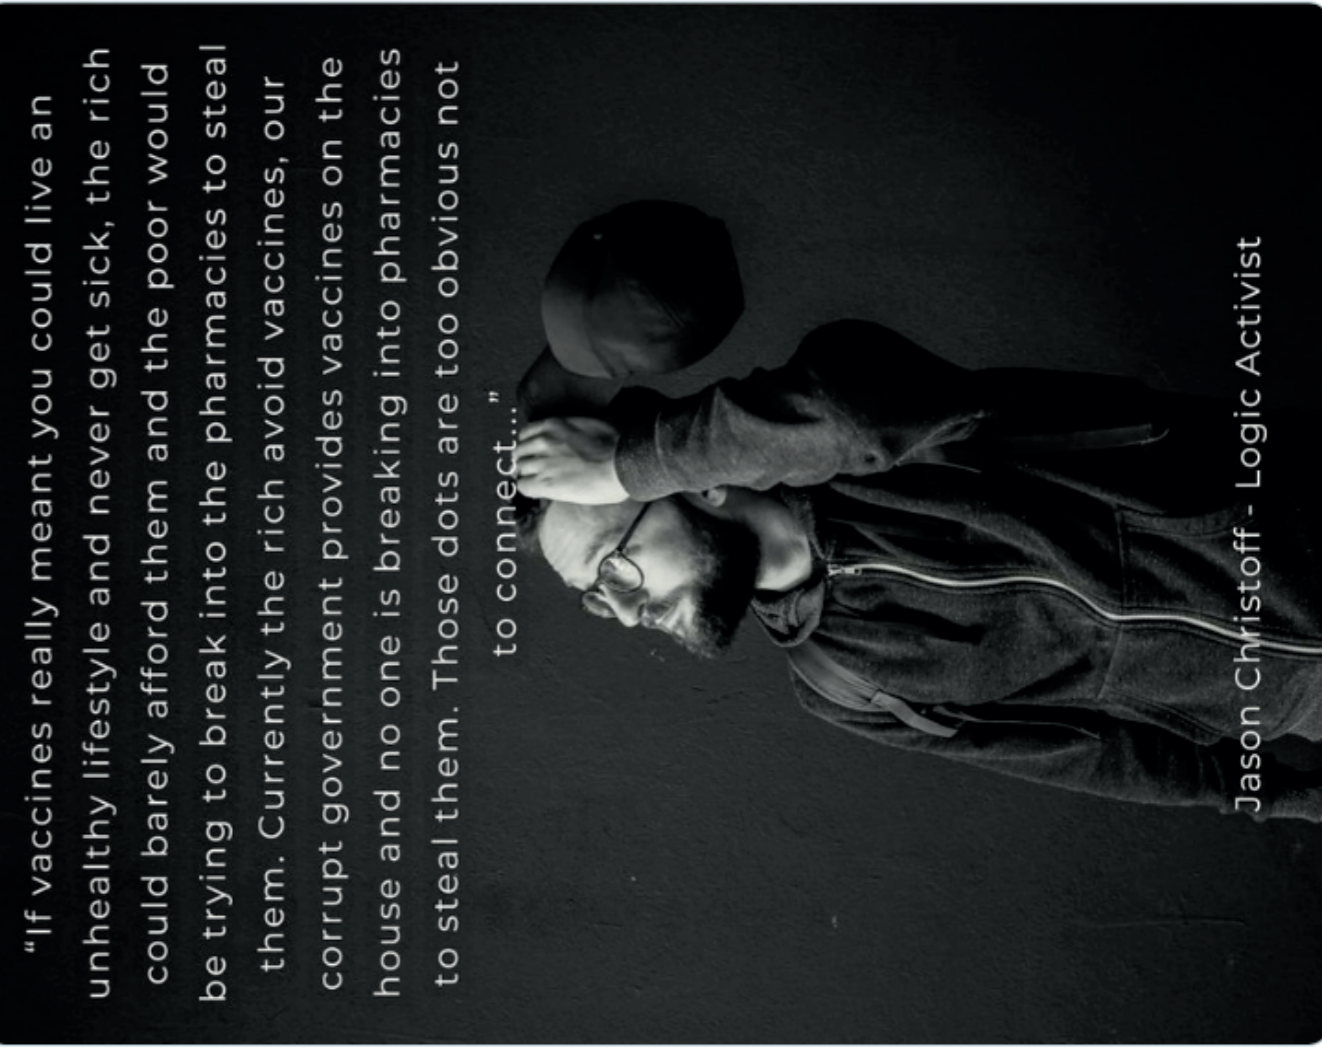 “If vaccines really meant you could live an
unhealthy lifestyle and never get sick, the rich
could barely afford them and the poor would
be trying to break into the pharmacies to steal
them. Currently the rich avoid vaccines, our
corrupt government provides vaccines on the
house and no one is breaking into pharmacies
to steal them. Those dots are too obvious not
to connect...”
Jason Christoff - Logic Activist